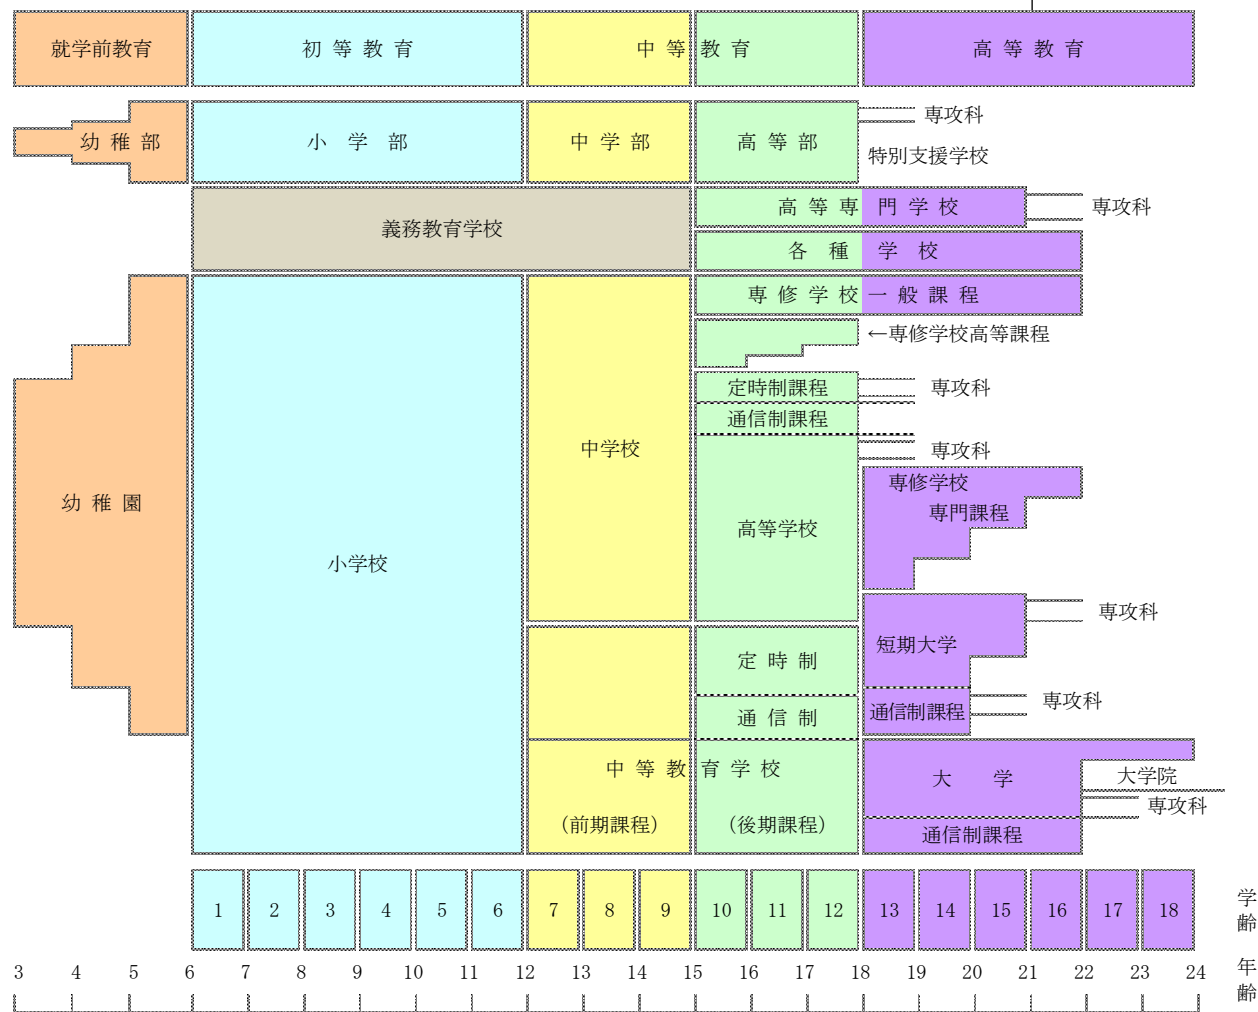 就学前教育
初等教育
中等教育
高等教育
幼稚部
小学部
中学部
高等部
専攻科
特別支援学校
義務教育学校
高等専門学校
専攻科
各種学校
専修学校一般課程
←専修学校高等課程
定時制課程
専攻科
通信制課程
中学校
専攻科
専修学校
専門課程
幼稚園
高等学校
小学校
専攻科
短期大学
定時制
専攻科
通信制
通信制課程
中等教育学校
大学
大学院
専攻科
(前期課程)
(後期課程)
通信制課程
1 2 3 4 5 6 7 8 9 10 11 12 13 14 15 16 17 18
学齢
3 4 5 6 7 8 9 10 11 12 13 14 15 16 17 18 19 20 21 22 23 24
年齢